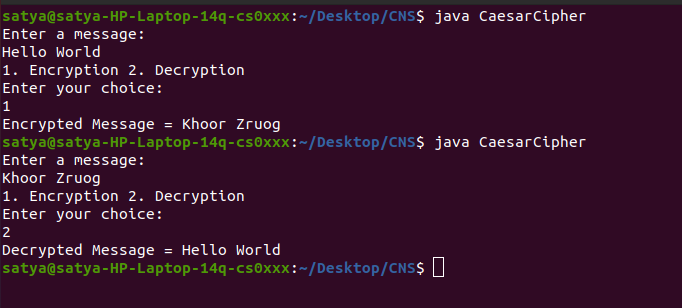 satya@satya-HP-Laptop-14q-cs0xxx:~/Desktop/CNS$ java CaesarCipher
Enter a message:
Hello World
1. Encryption 2. Decryption
Enter your choice:
1
Encrypted Message = Khoor Zruog
satya@satya-HP-Laptop-14q-cs0xxx:~/Desktop/CNS$ java CaesarCipher
Enter a message:
Khoor Zruog
1. Encryption 2. Decryption
Enter your choice:
2
Decrypted Message = Hello World
satya@satya-HP-Laptop-14q-cs0xxx:~/Desktop/CNS$